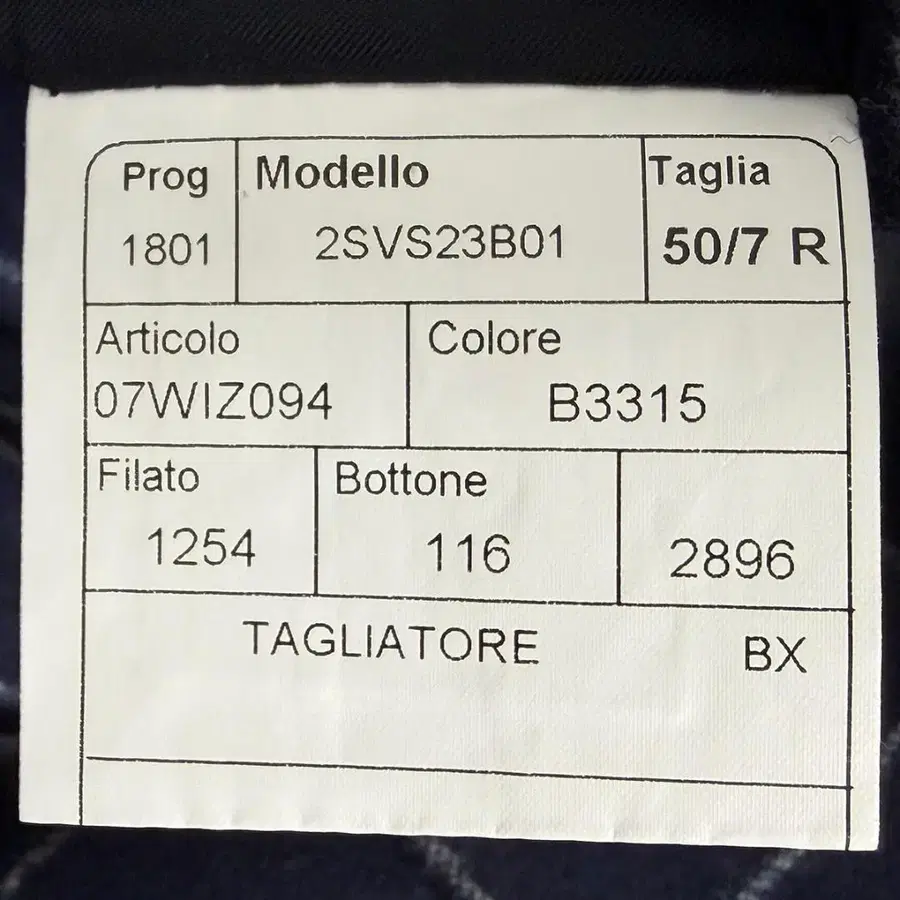 Prog Modello Taglia
1801 2SVS23B01 50/7 R
Articolo Colore
07WIZ094 B3315
Filato Bottone
1254 116 2896
TAGLIATORE BX